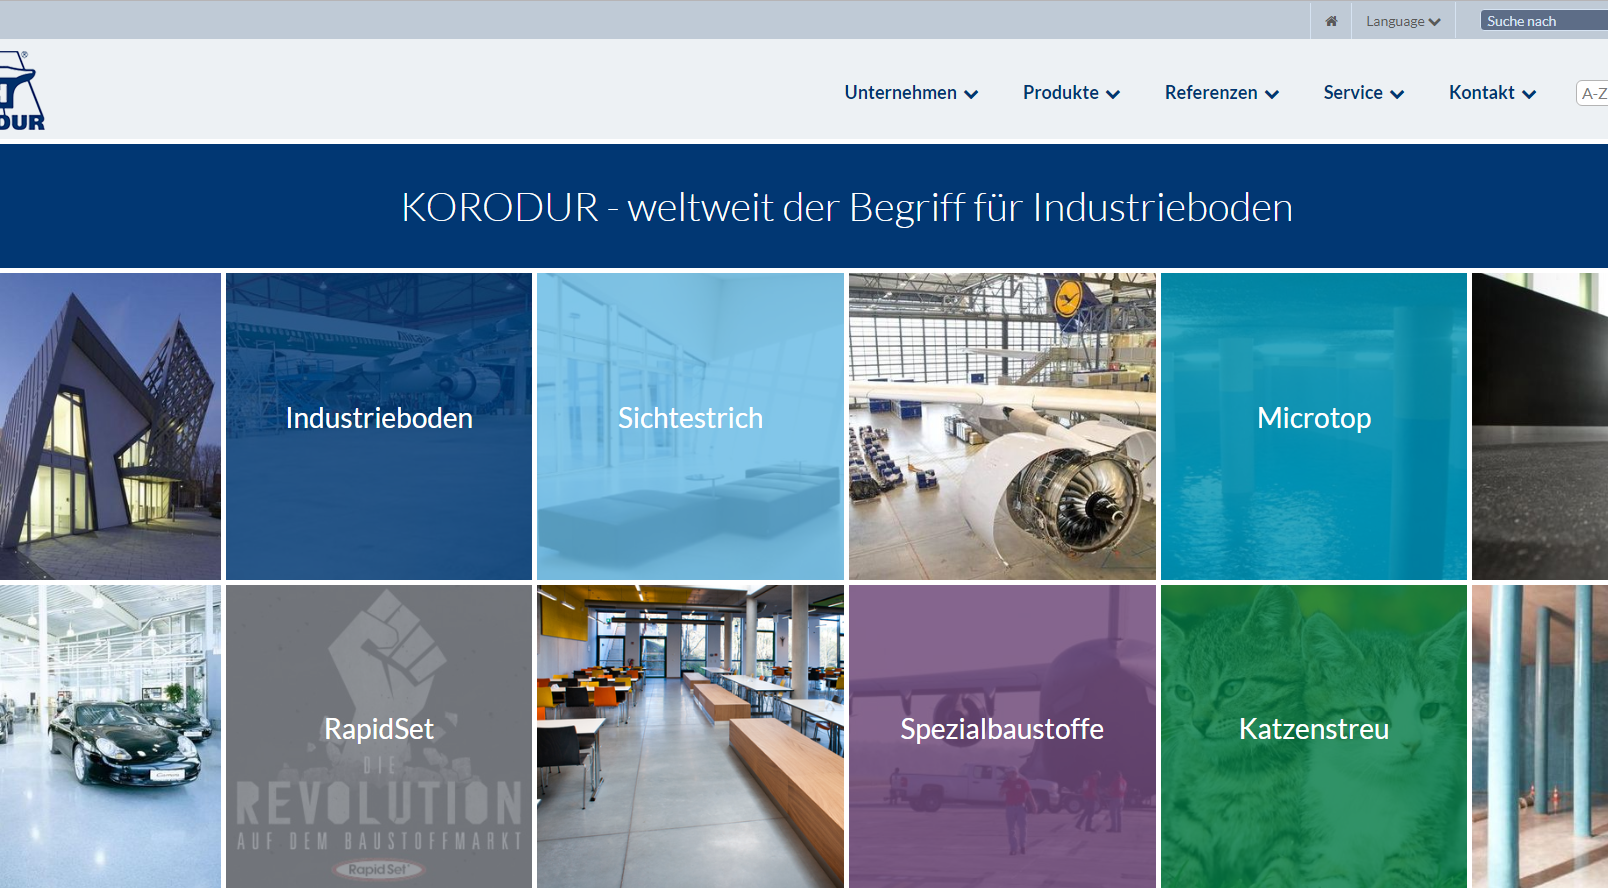 Language
Suche nach
®
DUR
Unternehmen
Produkte
Referenzen
Service
Kontakt
A-Z
KORODUR - weltweit der Begriff für Industrieboden
Industrieboden
Sichtestrich
Microtop
RapidSet
DIE
REVOLUTION
AUF DEM BAUSTOFFMARKT
RapidSet
Spezialbaustoffe
Katzenstreu
Carrera